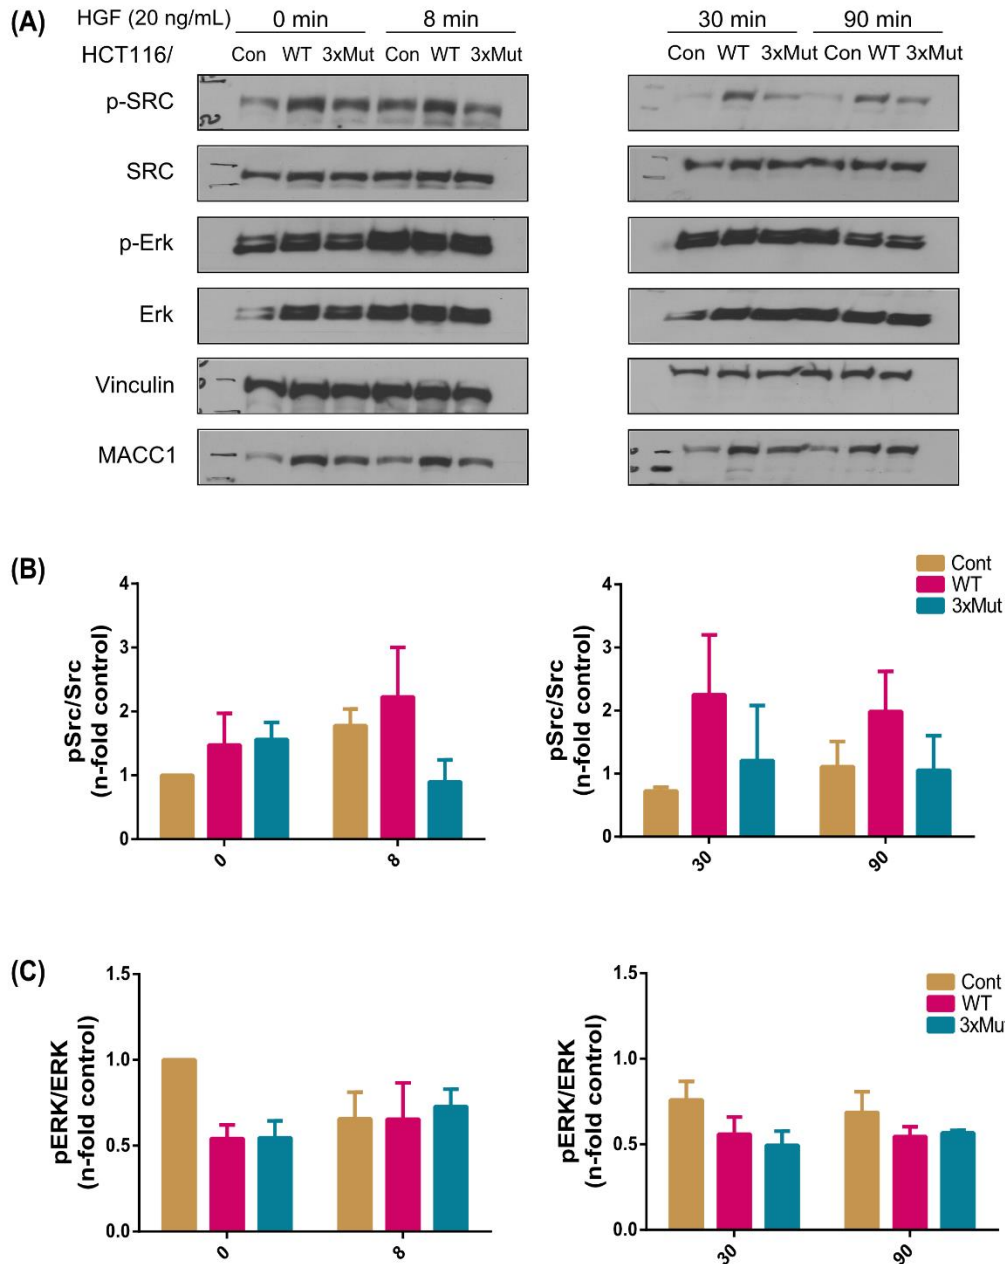 (A) HGF (20 ng/mL) 0 min 8 min 30 min 90 min
HCT116/ Con WT 3xMut Con WT 3xMut Con WT 3xMut Con WT 3xMut
p-SRC
SRC
p-Erk
Erk
Vinculin
MACC1
(B)
pSrc/Src
(n-fold control)
4
3
2
1
0
0 8
pSrc/Src
(n-fold control)
4
3
2
1
0
30 90
Cont
WT
3xMut
(C)
pERK/ERK
(n-fold control)
1.5
1.0
0.5
0.0
0 8
pERK/ERK
(n-fold control)
1.5
1.0
0.5
0.0
30 90
Cont
WT
3xMu